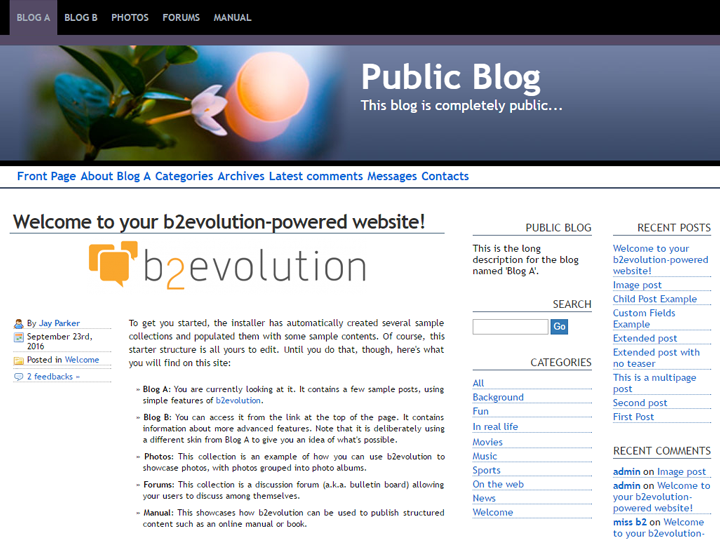 BLOG A BLOG B PHOTOS FORUMS MANUAL
Public Blog
This blog is completely public...
Front Page About Blog A Categories Archives Latest comments Messages Contacts
Welcome to your b2evolution-powered website!
b2evolution
By Jay Parker
September 23rd,
2016
Posted in Welcome
2 feedbacks »
To get you started, the installer has automatically created several sample
collections and populated them with some sample contents. Of course, this
starter structure is all yours to edit. Until you do that, though, here's what
you will find on this site:
» Blog A: You are currently looking at it. It contains a few sample posts, using
simple features of b2evolution.
» Blog B: You can access it from the link at the top of the page. It contains
information about more advanced features. Note that it is deliberately using
a different skin from Blog A to give you an idea of what's possible.
» Photos: This collection is an example of how you can use b2evolution to
showcase photos, with photos grouped into photo albums.
» Forums: This collection is a discussion forum (a.k.a. bulletin board) allowing
your users to discuss among themselves.
» Manual: This showcases how b2evolution can be used to publish structured
content such as an online manual or book.
PUBLIC BLOG
This is the long
description for the blog
named 'Blog A'.
SEARCH
Go
CATEGORIES
All
Background
Fun
In real life
Movies
Music
Sports
On the web
News
Welcome
RECENT POSTS
Welcome to your
b2evolution-powered
website!
Image post
Child Post Example
Custom Fields
Example
Extended post
Extended post with
no teaser
This is a multipage
post
Second post
First Post
RECENT COMMENTS
admin on Image post
admin on Welcome to
your b2evolution-
powered website!
miss b2 on Welcome
to your b2evolution-